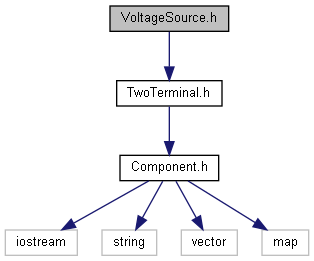 VoltageSource.h
TwoTerminal.h
Component.h
iostream
string
vector
map